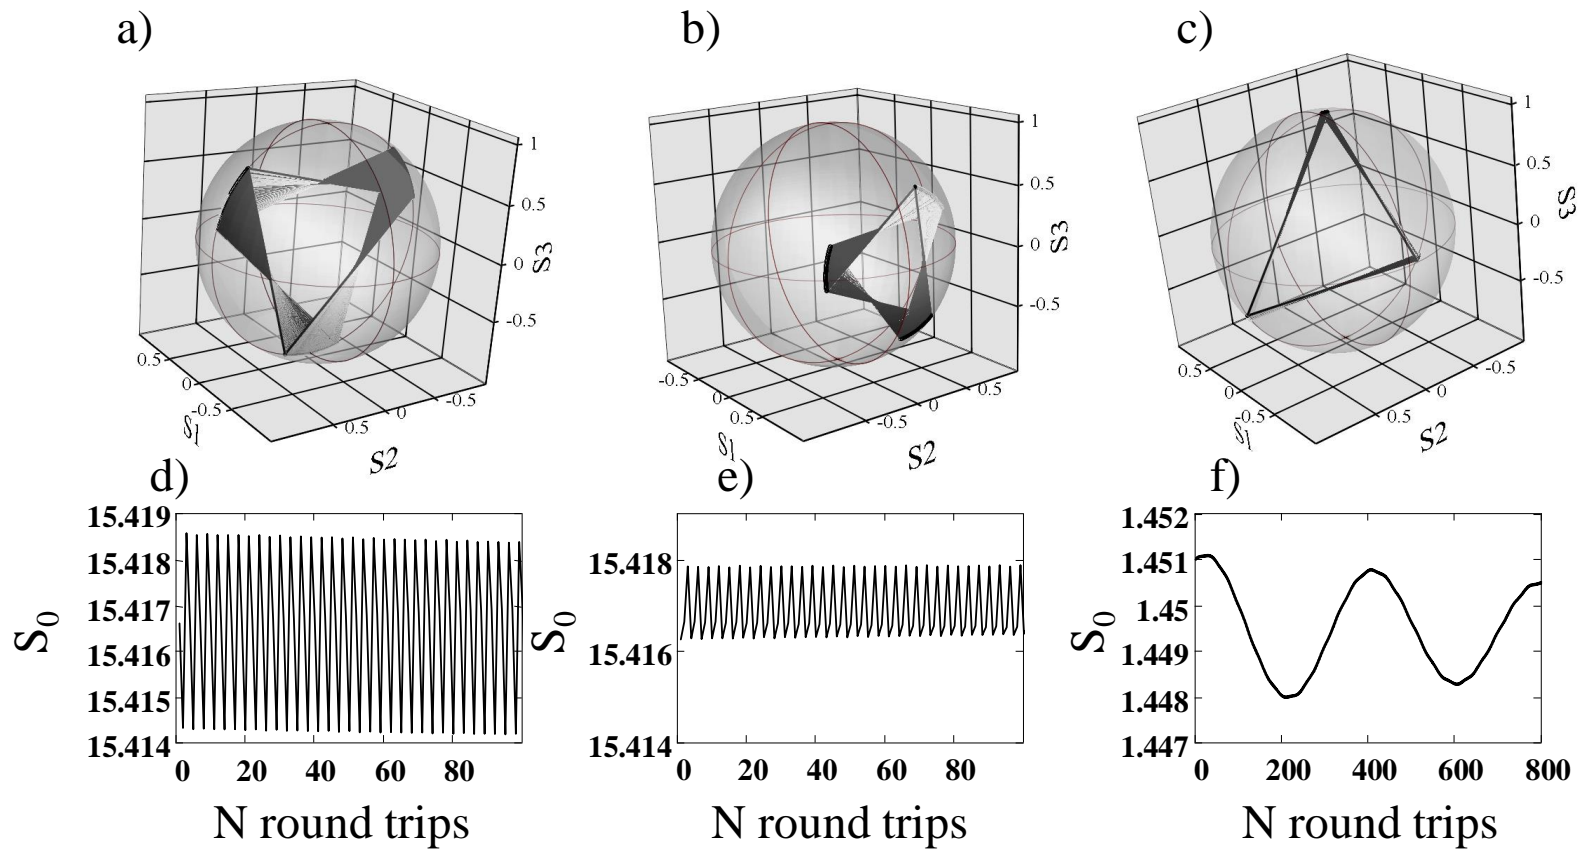 a)
b)
c)
1
0.5
0
-0.5
S3
0.5
0
-0.5
S1
0.5
0
-0.5
S2
1
0.5
0
-0.5
S3
-0.5
0
0.5
S1
-0.5
0
0.5
S2
1
0.5
0
-0.5
S3
0.5
0
-0.5
S1
0.5
0
-0.5
S2
d)
e)
f)
15.419
15.418
15.417
15.416
15.415
15.414
S0
0 20 40 60 80
N round trips
15.418
15.416
15.414
S0
0 20 40 60 80
N round trips
1.452
1.451
1.45
1.449
1.448
1.447
S0
0 200 400 600 800
N round trips